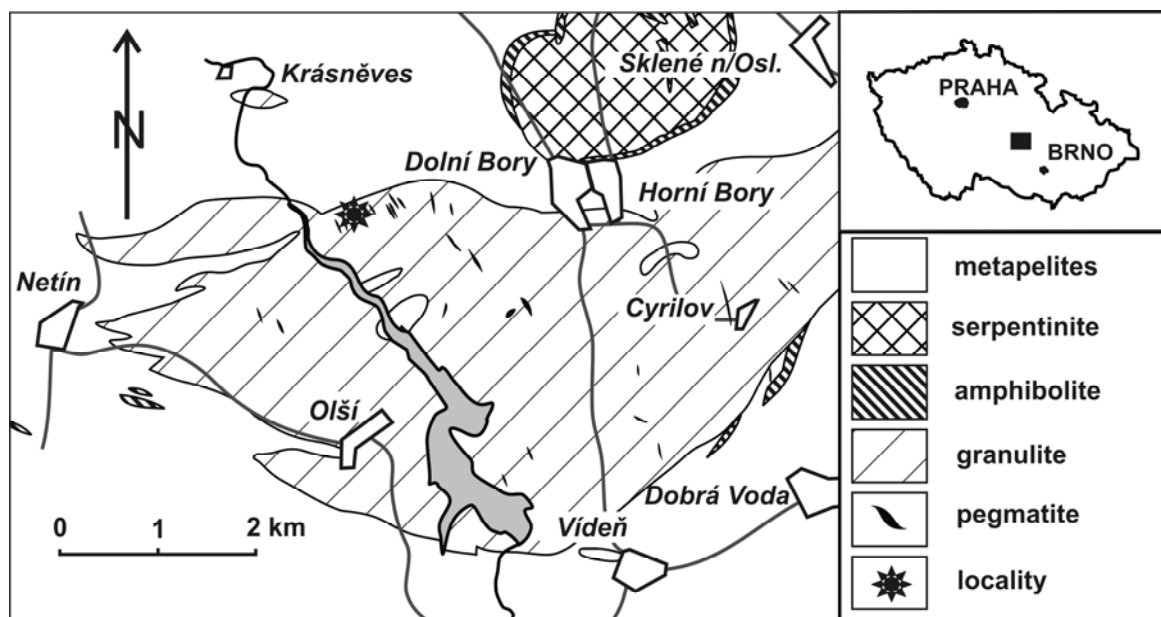 N
Krásněves
Sklené n/Osl.
Dolní Bory
Horní Bory
Netín
Cyrilov
Olší
Dobrá Voda
Vídeň
0 1 2 km
PRAHA
BRNO
metapelites
serpentinite
amphibolite
granulite
pegmatite
locality